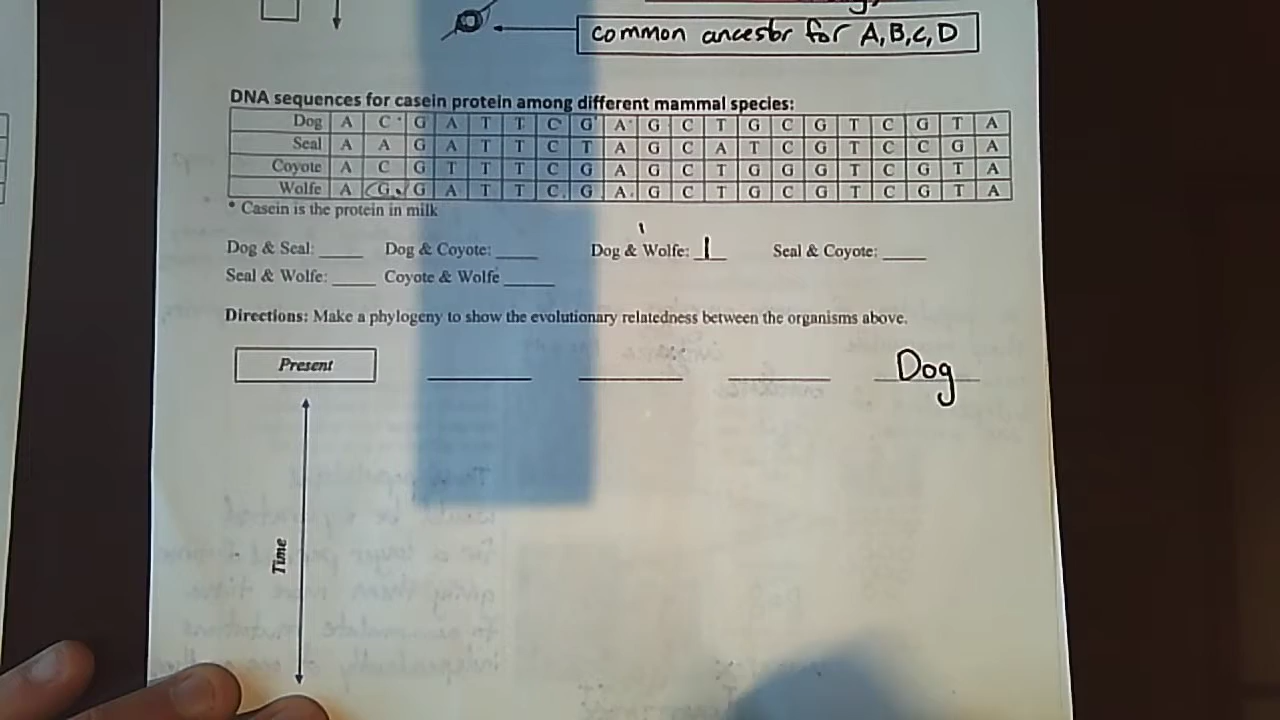 common ancestor for A,B,C,D
DNA sequences for casein protein among different mammal species:
Dog A C G A T T C G A G C T G C G T C G T A
Seal A A G A T T C T A G C A T C G T C C G A
Coyote A C G T T T C G A G C T G G G T C G T A
Wolfe A G G A T T C G A G C T G C G T C G T A
* Casein is the protein in milk
Dog & Seal: ____ Dog & Coyote: ____ Dog & Wolfe: 1 Seal & Coyote: ____
Seal & Wolfe: ____ Coyote & Wolfe ____
Directions: Make a phylogeny to show the evolutionary relatedness between the organisms above.
Present
Dog
Time